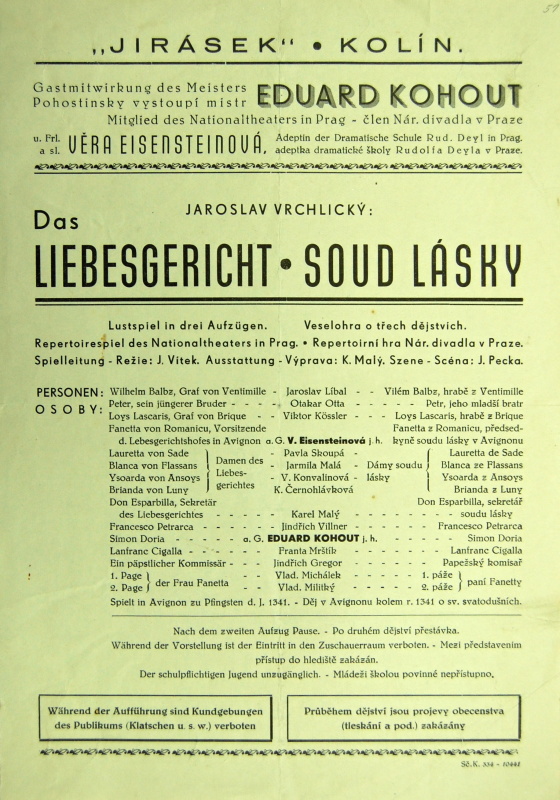 51
„JIRÁSEK“ • KOLÍN.
Gastmitwirkung des Meisters
Pohostinsky vystoupí mistr
EDUARD KOHOUT
Mitglied des Nationaltheaters in Prag - člen Nár. divadla v Praze
u. Frl.
a sl.
VĚRA EISENSTEINOVÁ,
Adeptin der Dramatische Schule Rud. Deyl in Prag.
adeptka dramatické školy Rudolfa Deyla v Praze.
JAROSLAV VRCHLICKÝ:
Das
LIEBESGERICHT • SOUD LÁSKY
Lustspiel in drei Aufzügen. Veselohra o třech dějstvích.
Repertoirespiel des Nationaltheaters in Prag. • Repertoirní hra Nár. divadla v Praze.
Spielleitung - Režie: J. Vítek. Ausstattung - Výprava: K. Malý. Szene - Scéna: J. Pecka.
PERSONEN:
OSOBY:
Wilhelm Balbz, Graf von Ventimille - Jaroslav Líbal - - Vilém Balbz, hrabě z Ventimille
Peter, sein jüngerer Bruder - - - - Otakar Otta - - - - - Petr, jeho mladší bratr
Loys Lascaris, Graf von Brique - - Viktor Kössler - - Loys Lascaris, hrabě z Brique
Fanetta von Romanicu, Vorsitzende Fanetta z Romanicu, předsed-
d. Lebesgerichtshofes in Avignon a. G. V. Eisensteinová j. h. kyně soudu lásky v Avignonu
Lauretta von Sade - Pavla Skoupá - Lauretta de Sade
Blanca von Flassans - Jarmila Malá - Blanca ze Flassans
Ysoarda von Ansoys - V. Konvalinová - Ysoarda z Ansoys
Brianda von Luny K. Černohlávková Brianda z Luny
Damen des
Liebes-
gerichtes
Dámy soudu
lásky
Don Esparbilla, Sekretär Don Esparbilla, sekretář
des Liebesgerichtes - - - - Karel Malý - - - - - - - soudu lásky
Francesco Petrarca - - - - - Jindřich Villner - - - - - Francesco Petrarca
Simon Doria - - - - - a. G. EDUARD KOHOUT j. h. - - - - - Simon Doria
Lanfranc Cigalla - - - - - - Franta Mrštík - - - - - - Lanfranc Cigalla
Ein päpstlicher Kommissär - - - Jindřich Gregor - - - - - Papežský komisař
1. Page
2. Page
der Frau Fanetta
- - Vlad. Michálek - - - 1. páže
- - Vlad. Militký - - - 2. páže
paní Fanetty
Spielt in Avignon zu Pfingsten d. J. 1341. - Děj v Avignonu kolem r. 1341 o sv. svatodušních.
Nach dem zweiten Aufzug Pause. - Po druhém dějství přestávka.
Während der Vorstellung ist der Eintritt in den Zuschauerraum verboten. - Mezi představením
přístup do hlediště zakázán.
Der schulpflichtigen Jugend unzugänglich. - Mládeži školou povinné nepřístupno.
Während der Aufführung sind Kundgebungen
des Publikums (Klatschen u. s. w.) verboten
Průběhem dějství jsou projevy obecenstva
(tleskání a pod.) zakázány
Sč. K. 334 - 10441